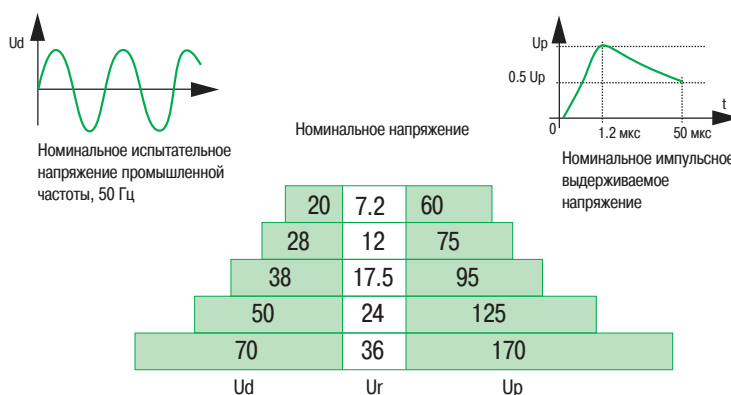 Ud
Номинальное испытательное
напряжение промышленной
частоты, 50 Гц
Номинальное напряжение
Up
0.5 Up
0
1.2 мкс
50 мкс
t
Номинальное импульсное
выдерживаемое
напряжение
20 7.2 60
28 12 75
38 17.5 95
50 24 125
70 36 170
Ud Ur Up